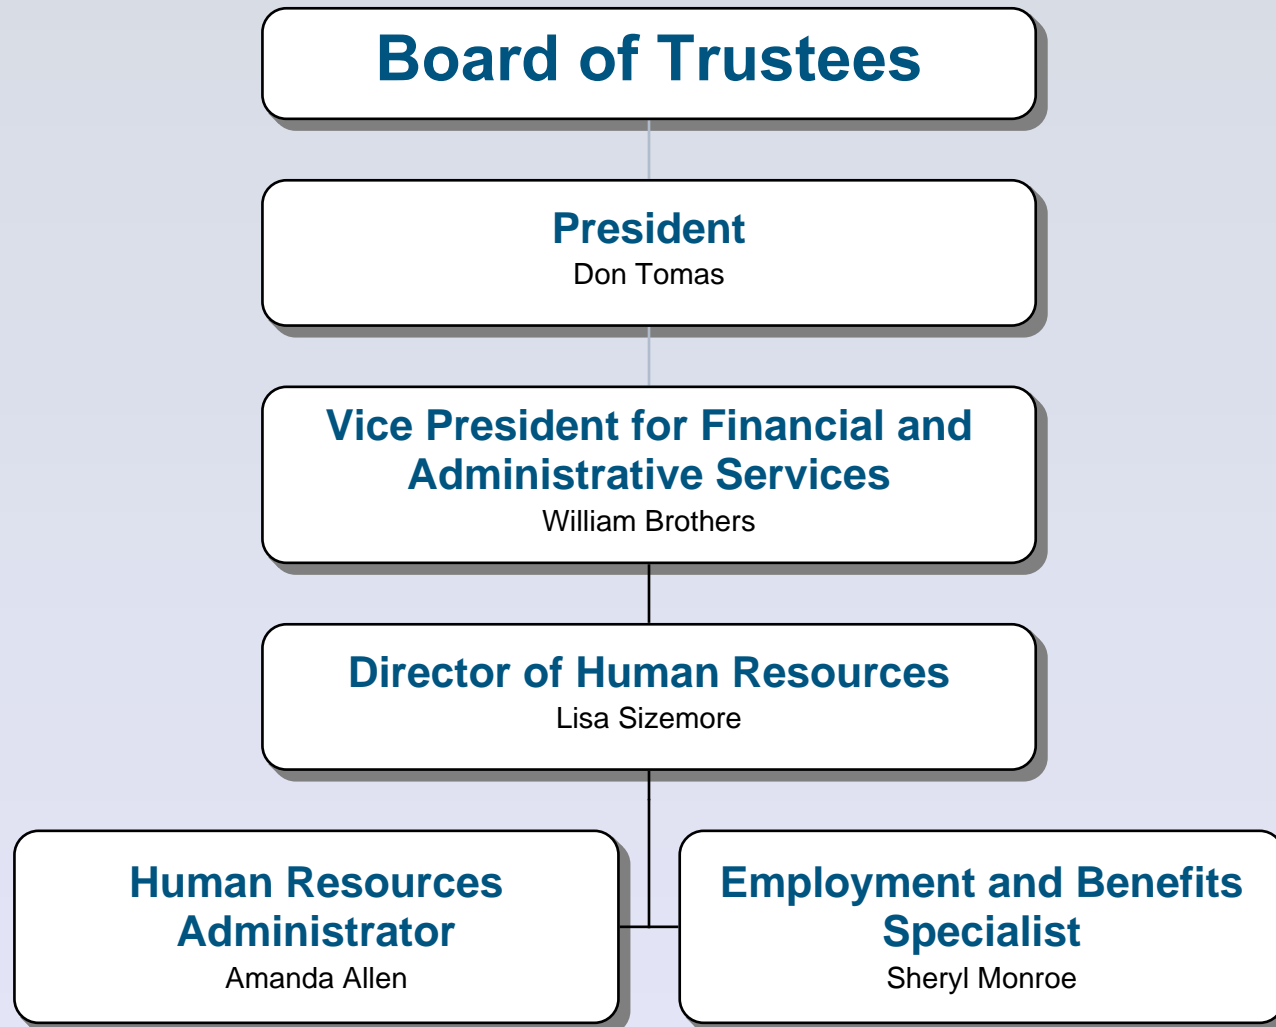 Board of Trustees
President
Don Tomas
Vice President for Financial and
Administrative Services
William Brothers
Director of Human Resources
Lisa Sizemore
Human Resources
Administrator
Amanda Allen
Employment and Benefits
Specialist
Sheryl Monroe